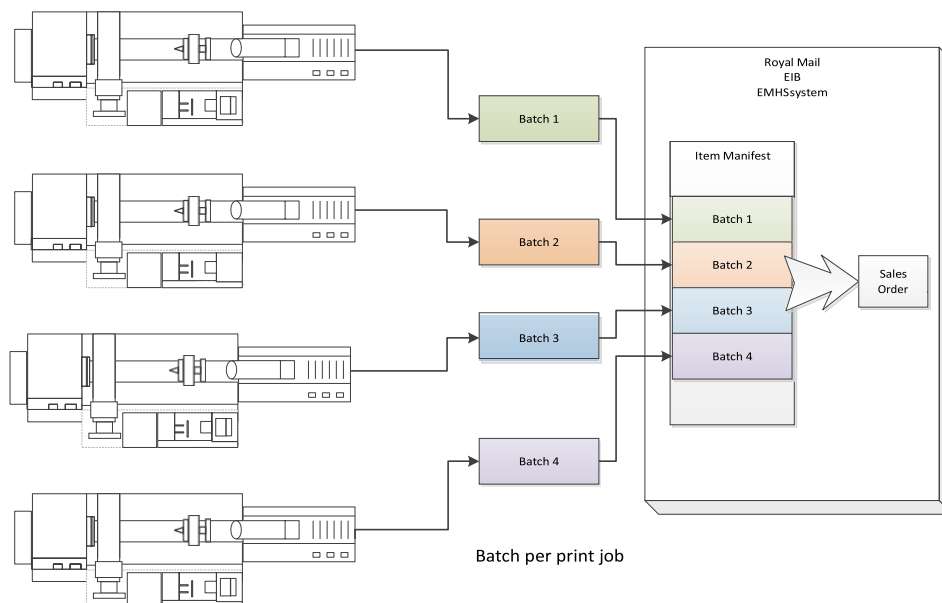 Royal Mail
EIB
EMHSsystem
Item Manifest
Batch 1
Batch 1
Batch 2
Batch 2
Sales
Order
Batch 3
Batch 3
Batch 4
Batch 4
Batch per print job